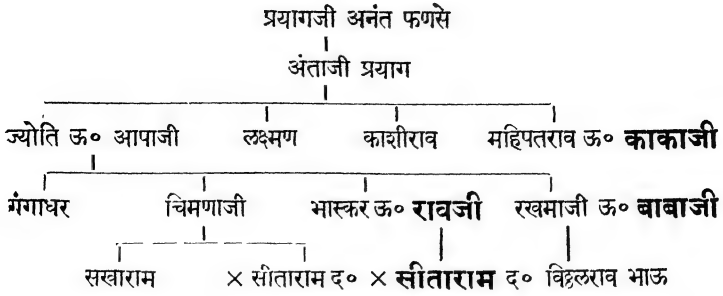 प्रयागजी अनंत फणसे
अंताजी प्रयाग
ज्योति ऊ० आपाजी लक्ष्मण काशीराव महिपतराव ऊ० काकाजी
गंगाधर चिमणाजी भास्कर ऊ० रावजी रखमाजी ऊ० बाबाजी
सखाराम × सीताराम द० × सीताराम द० विठ्ठलराव भाऊ